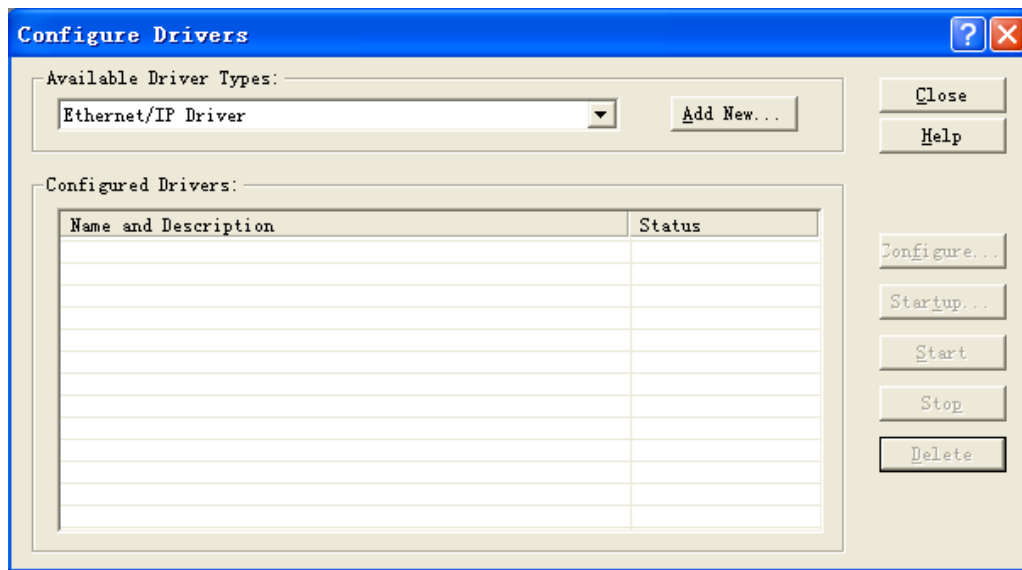 Configure Drivers
Available Driver Types:
Ethernet/IP Driver
Add New...
Close
Help
Configured Drivers:
Name and Description
Status
Configure...
Startup...
Start
Stop
Delete